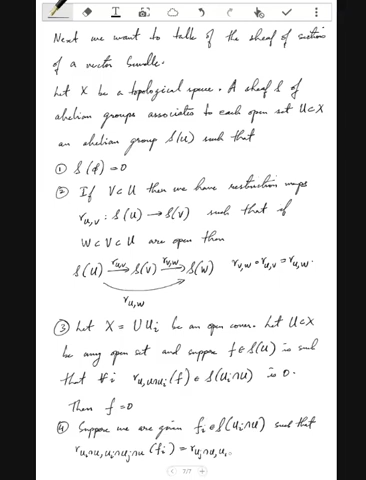 Next we want to talk of the sheaf of sections
of a vector bundle.
Let X be a topological space. A sheaf S of
abelian groups associates to each open set U⊂X
an abelian group S(U) such that
① S(ϕ)=0
② If V⊂U then we have restriction maps
r_{U,V} : S(U) → S(V) such that if
W⊂V⊂U are open then
S(U) \xrightarrow{r_{U,V}} S(V) \xrightarrow{r_{V,W}} S(W) r_{V,W}∘r_{U,V}=r_{U,W}.
r_{U,W}
③ Let X = ∪U_i be an open cover. Let U⊂X
be any open set and suppose f∈S(U) is such
that ∀i r_{U,U∩U_i}(f) ∈ S(U_i∩U) is 0.
Then f=0
④ Suppose we are given f_i∈S(U_i∩U) such that
r_{U_i∩U,U_i∩U_j∩U}(f_i)=r_{U_j∩U,U_i
7/7